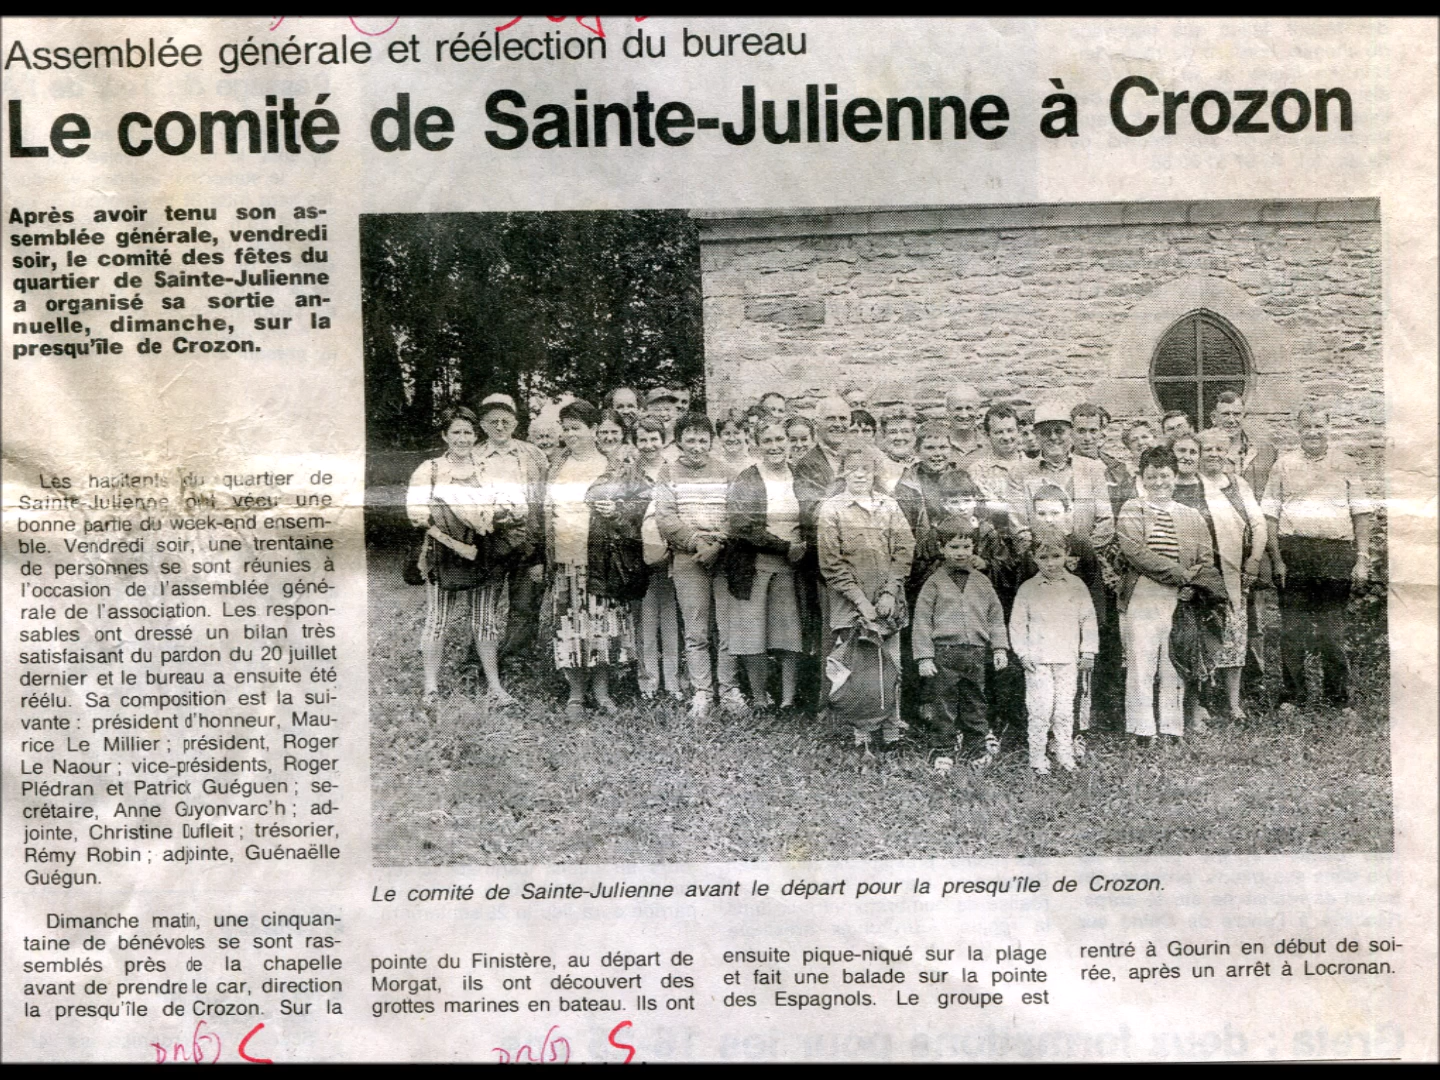 Assemblée générale et réélection du bureau
Le comité de Sainte-Julienne à Crozon
Après avoir tenu son as-
semblée générale, vendredi
soir, le comité des fêtes du
quartier de Sainte-Julienne
a organisé sa sortie an-
nuelle, dimanche, sur la
presqu'île de Crozon.
Les habitants du quartier de
Sainte-Julienne ont vécu une
bonne partie du week-end ensem-
ble. Vendredi soir, une trentaine
de personnes se sont réunies à
l'occasion de l'assemblée géné-
rale de l'association. Les respon-
sables ont dressé un bilan très
satisfaisant du pardon du 20 juillet
dernier et le bureau a ensuite été
réélu. Sa composition est la sui-
vante : président d'honneur, Mau-
rice Le Millier ; président, Roger
Le Naour ; vice-présidents, Roger
Plédran et Patrick Guéguen ; se-
crétaire, Anne Guyonvarc'h ; ad-
jointe, Christine Dufleit ; trésorier,
Rémy Robin ; adjointe, Guénaëlle
Guégun.
Dimanche matin, une cinquan-
taine de bénévoles se sont ras-
semblés près de la chapelle
avant de prendre le car, direction
la presqu'île de Crozon. Sur la
Le comité de Sainte-Julienne avant le départ pour la presqu'île de Crozon.
pointe du Finistère, au départ de
Morgat, ils ont découvert des
grottes marines en bateau. Ils ont
ensuite pique-niqué sur la plage
et fait une balade sur la pointe
des Espagnols. Le groupe est
rentré à Gourin en début de soi-
rée, après un arrêt à Locronan.